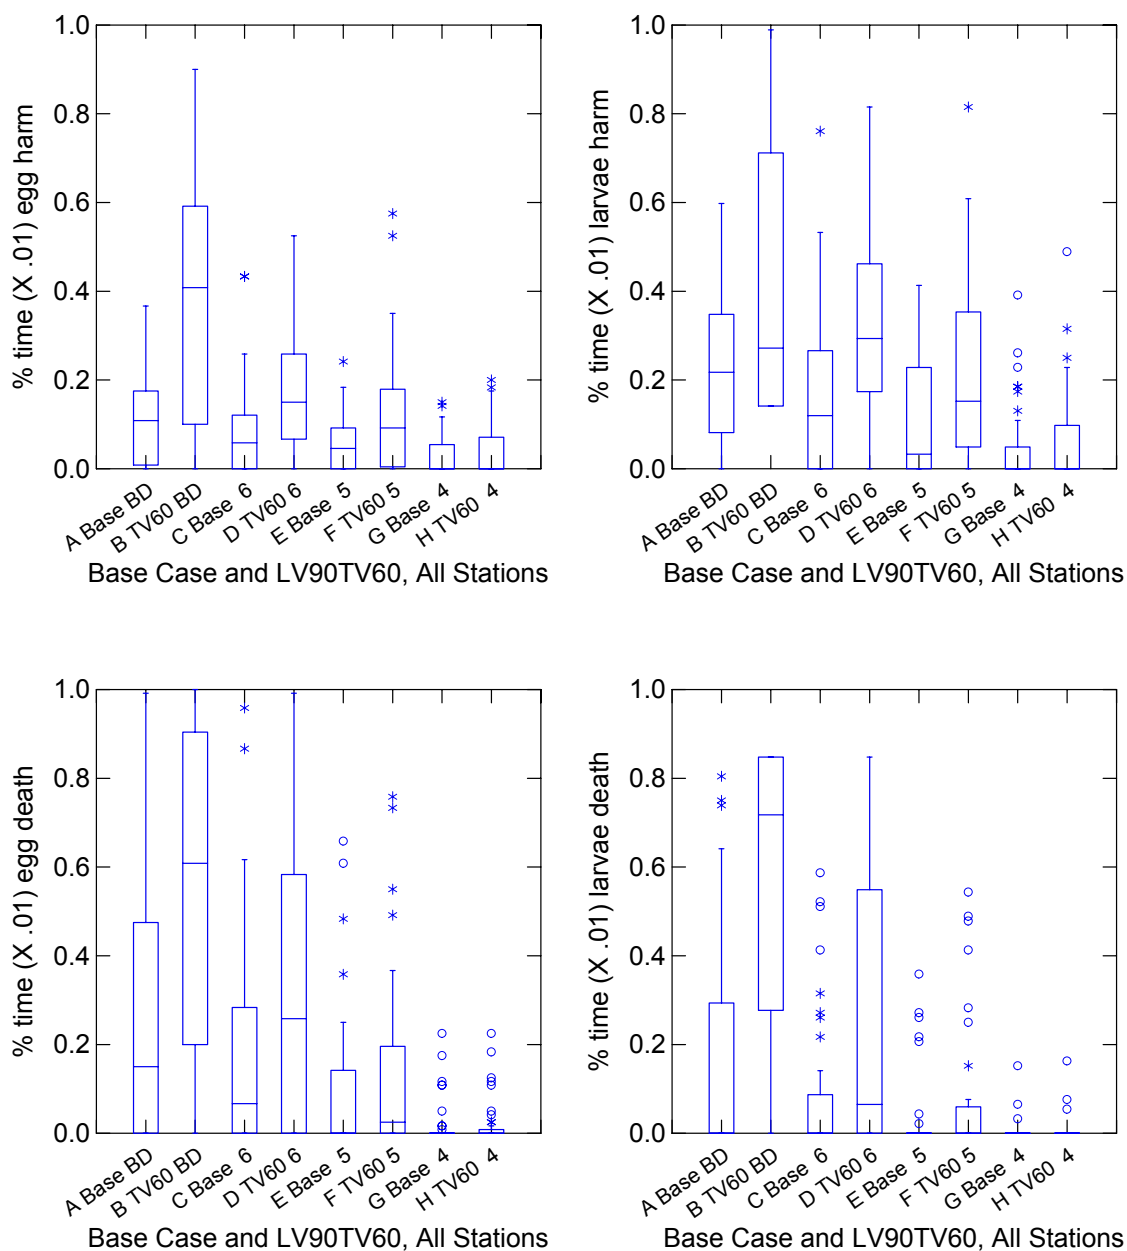 % time (X .01) egg harm
1.0
0.8
0.6
0.4
0.2
0.0
A Base BD
B TV60 BD
C Base 6
D TV60 6
E Base 5
F TV60 5
G Base 4
H TV60 4
Base Case and LV90TV60, All Stations
% time (X .01) larvae harm
1.0
0.8
0.6
0.4
0.2
0.0
A Base BD
B TV60 BD
C Base 6
D TV60 6
E Base 5
F TV60 5
G Base 4
H TV60 4
Base Case and LV90TV60, All Stations
% time (X .01) egg death
1.0
0.8
0.6
0.4
0.2
0.0
A Base BD
B TV60 BD
C Base 6
D TV60 6
E Base 5
F TV60 5
G Base 4
H TV60 4
Base Case and LV90TV60, All Stations
% time (X .01) larvae death
1.0
0.8
0.6
0.4
0.2
0.0
A Base BD
B TV60 BD
C Base 6
D TV60 6
E Base 5
F TV60 5
G Base 4
H TV60 4
Base Case and LV90TV60, All Stations